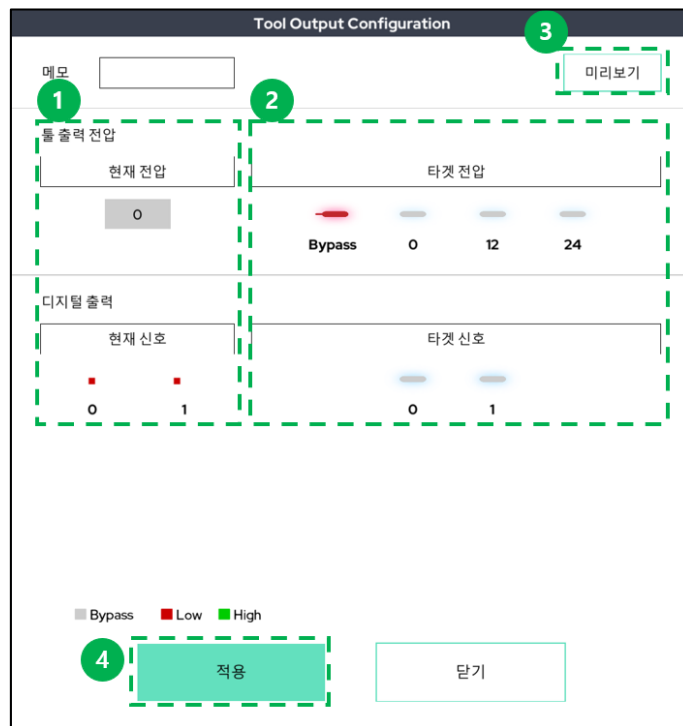 Tool Output Configuration
3
메모
미리보기
1
2
툴 출력 전압
현재 전압
타겟 전압
0
Bypass 0 12 24
디지털 출력
현재 신호
타겟 신호
0 1
0 1
Bypass Low High
4
적용
닫기